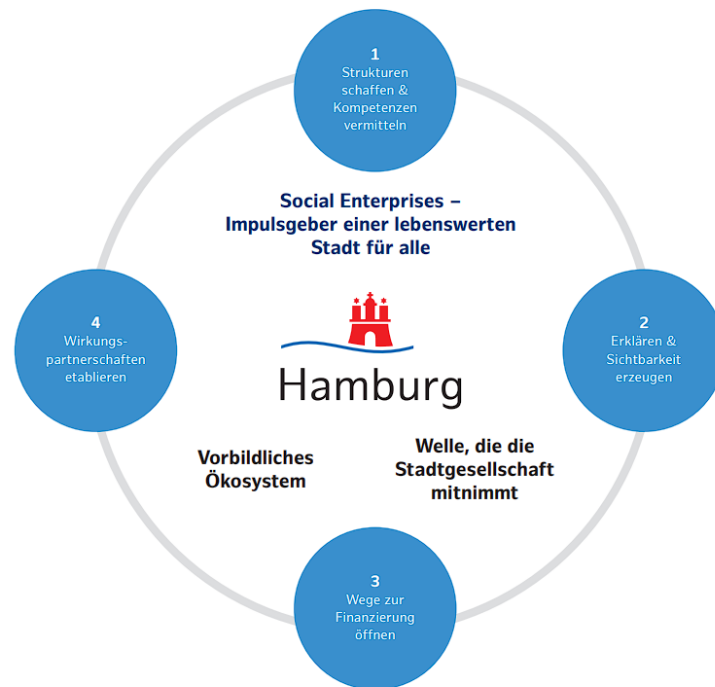 1
Strukturen
schaffen &
Kompetenzen
vermitteln
Social Enterprises –
Impulsgeber einer lebenswerten
Stadt für alle
4
Wirkungs-
partnerschaften
etablieren
2
Erklären &
Sichtbarkeit
erzeugen
Hamburg
Vorbildliches
Ökosystem
Welle, die die
Stadtgesellschaft
mitnimmt
3
Wege zur
Finanzierung
öffnen